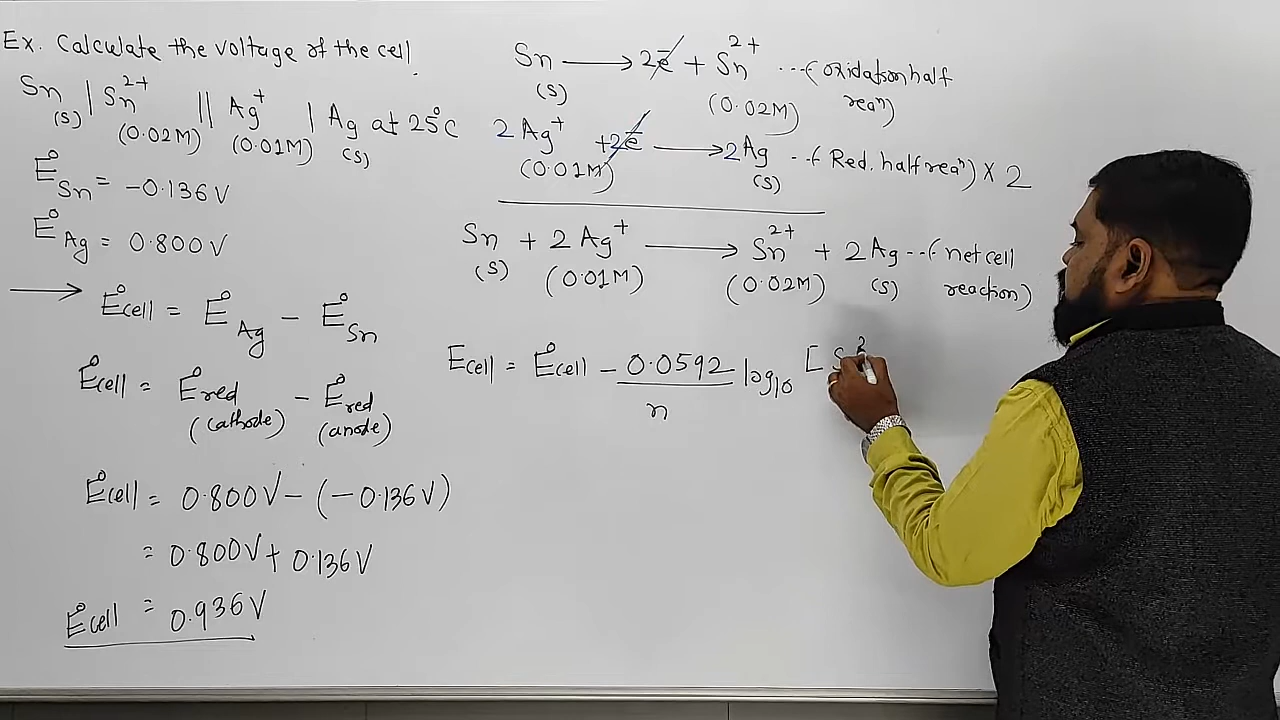 Ex. Calculate the voltage of the cell.
Sn(s) | Sn²⁺(0.02M) || Ag⁺(0.01M) | Ag(s) at 25°C
E°Sn = -0.136V
E°Ag = 0.800V
→ E°cell = E°Ag - E°Sn
E°cell = E°red (cathode) - E°red (anode)
E°cell = 0.800V - (-0.136V)
= 0.800V + 0.136V
E°cell = 0.936V
Sn(s) → 2e⁻ + Sn²⁺(0.02M) ---(oxidation half reaⁿ)
2Ag⁺(0.01M) + 2e⁻ → 2Ag(s) --(Red. half reaⁿ) × 2
Sn(s) + 2Ag⁺(0.01M) → Sn²⁺(0.02M) + 2Ag(s) ---(net cell reaction)
Ecell = E°cell - 0.0592/n log₁₀ [S 2